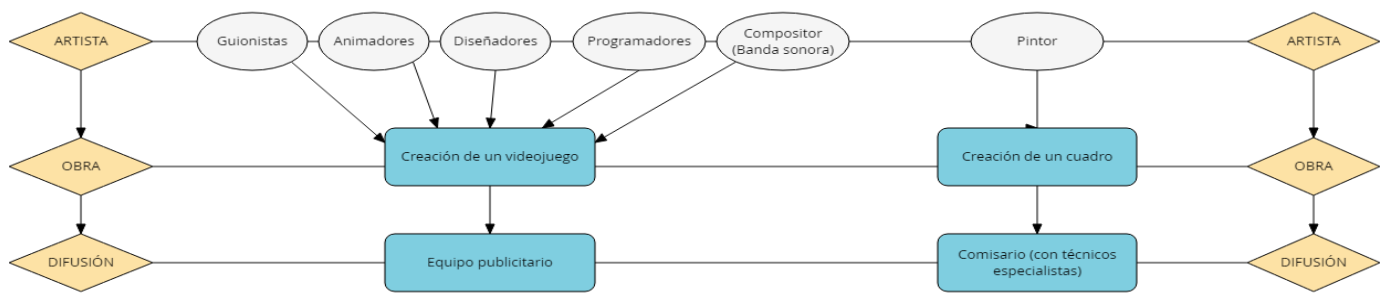 ARTISTA
Guionistas
Animadores
Diseñadores
Programadores
Compositor
(Banda sonora)
Pintor
ARTISTA
OBRA
Creación de un videojuego
Creación de un cuadro
OBRA
DIFUSIÓN
Equipo publicitario
Comisario (con técnicos
especialistas)
DIFUSIÓN